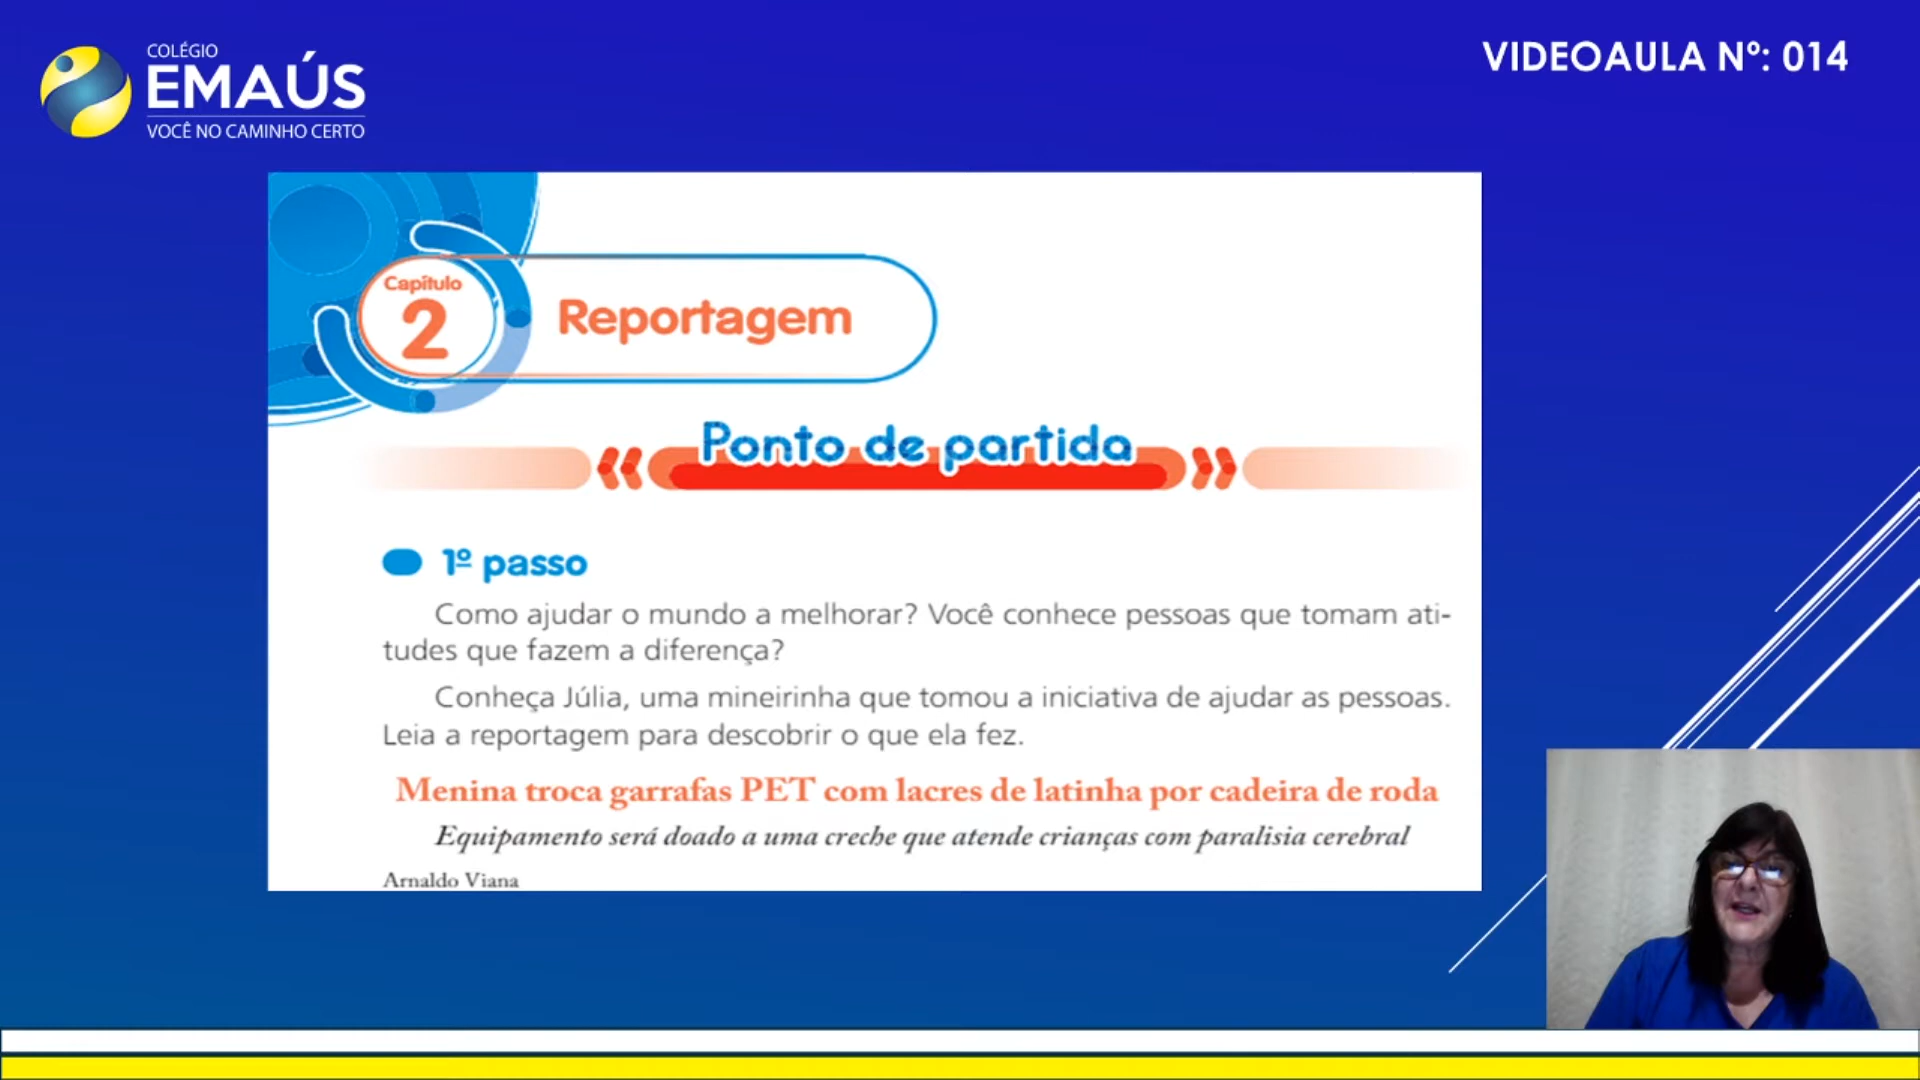 COLÉGIO
EMAÚS
VOCÊ NO CAMINHO CERTO
VIDEOAULA Nº: 014
Capítulo
2
Reportagem
Ponto de partida
1º passo
Como ajudar o mundo a melhorar? Você conhece pessoas que tomam ati-
tudes que fazem a diferença?
Conheça Júlia, uma mineirinha que tomou a iniciativa de ajudar as pessoas.
Leia a reportagem para descobrir o que ela fez.
Menina troca garrafas PET com lacres de latinha por cadeira de roda
Equipamento será doado a uma creche que atende crianças com paralisia cerebral
Arnaldo Viana